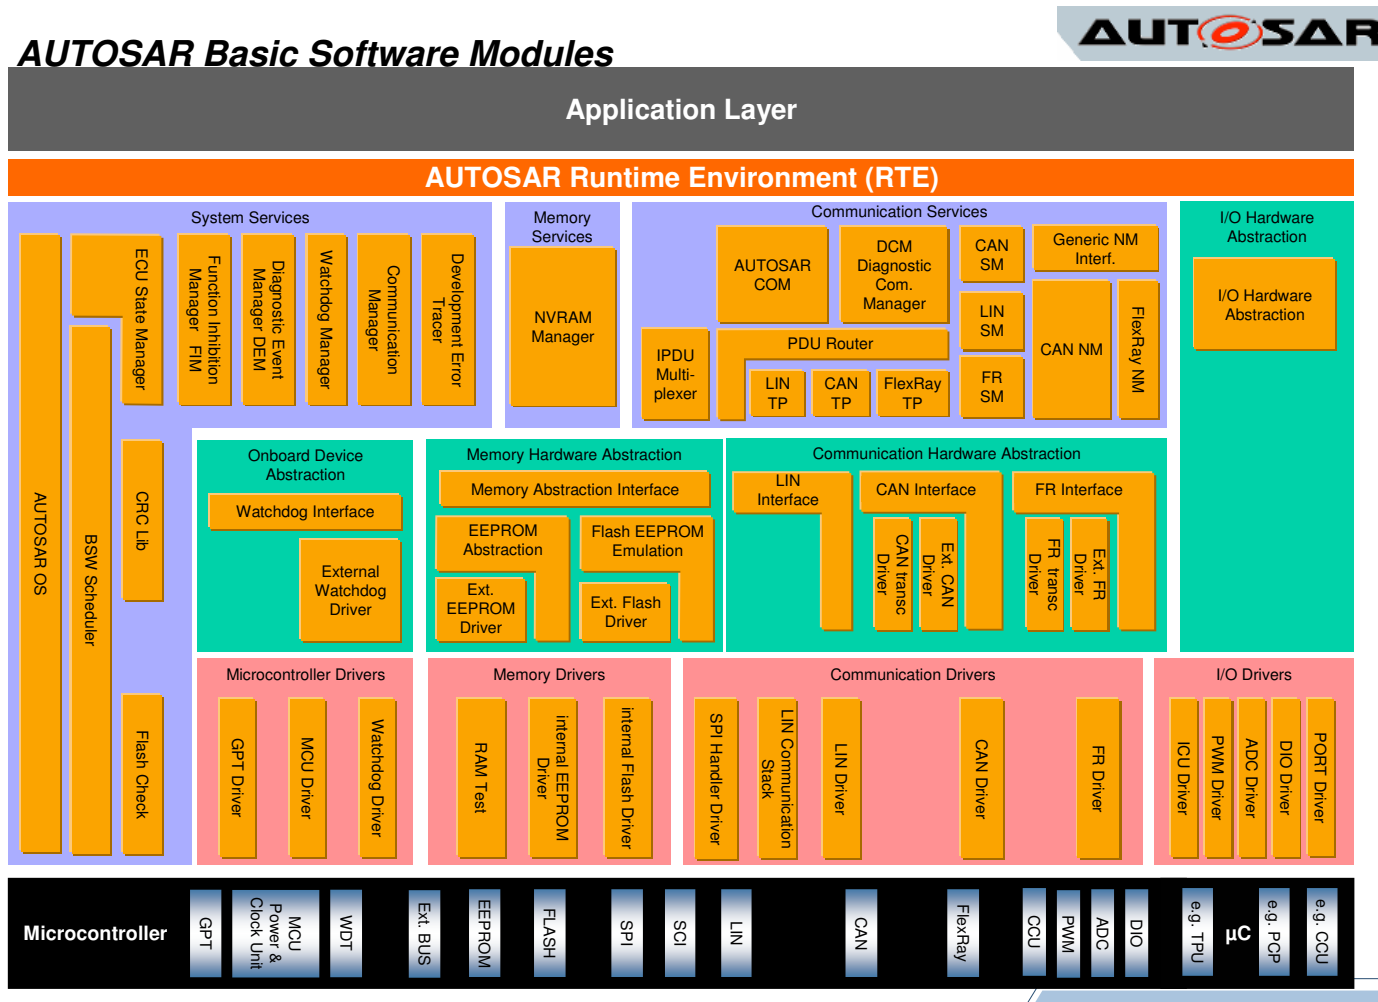 AUTOSAR
AUTOSAR Basic Software Modules
Application Layer
AUTOSAR Runtime Environment (RTE)
System Services
AUTOSAR OS
BSW Scheduler
ECU State Manager
Function Inhibition
Manager FIM
Diagnostic Event
Manager DEM
Watchdog Manager
Communication
Manager
Development Error
Tracer
CRC Lib
Flash Check
Memory
Services
NVRAM
Manager
Communication Services
AUTOSAR
COM
DCM
Diagnostic
Com.
Manager
CAN
SM
Generic NM
Interf.
LIN
SM
FR
SM
CAN NM
FlexRay NM
IPDU
Multi-
plexer
PDU Router
LIN
TP
CAN
TP
FlexRay
TP
I/O Hardware
Abstraction
I/O Hardware
Abstraction
Onboard Device
Abstraction
Watchdog Interface
External
Watchdog
Driver
Memory Hardware Abstraction
Memory Abstraction Interface
EEPROM
Abstraction
Flash EEPROM
Emulation
Ext.
EEPROM
Driver
Ext. Flash
Driver
Communication Hardware Abstraction
LIN
Interface
CAN Interface
CAN transc
Driver
Ext. CAN
Driver
FR Interface
FR transc
Driver
Ext. FR
Driver
Microcontroller Drivers
GPT Driver
MCU Driver
Watchdog Driver
Memory Drivers
RAM Test
internal EEPROM
Driver
internal Flash Driver
Communication Drivers
SPI Handler Driver
LIN Communication
Stack
LIN Driver
CAN Driver
FR Driver
I/O Drivers
ICU Driver
PWM Driver
ADC Driver
DIO Driver
PORT Driver
Microcontroller
GPT
MCU
Power &
Clock Unit
WDT
Ext. BUS
EEPROM
FLASH
SPI
SCI
LIN
CAN
FlexRay
CCU
PWM
ADC
DIO
e.g. TPU
µC
e.g. PCP
e.g. CCU